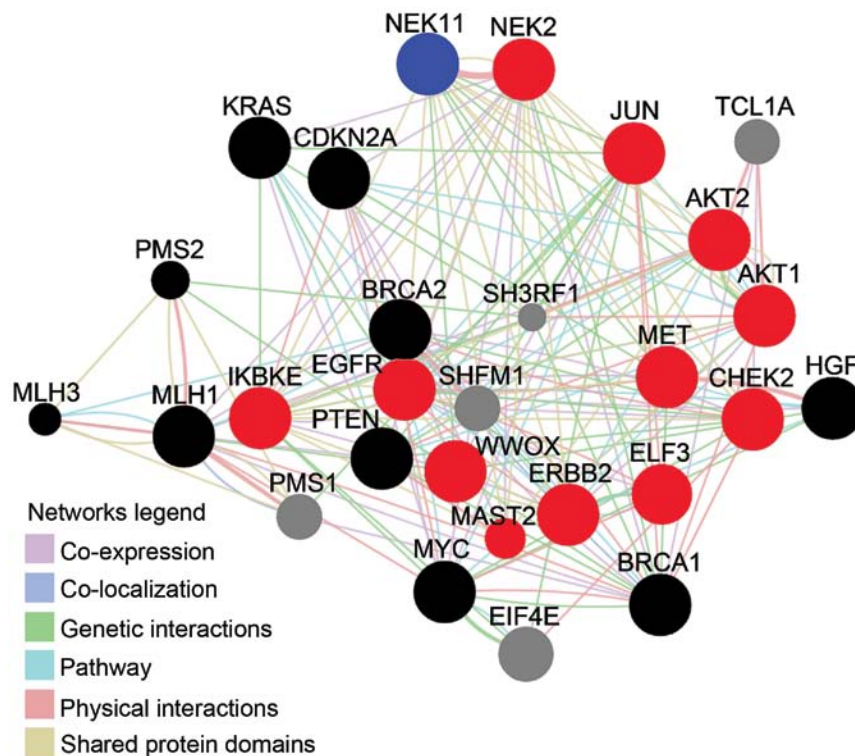 NEK11
NEK2
KRAS
CDKN2A
JUN
TCL1A
AKT2
PMS2
BRCA2
SH3RF1
AKT1
MLH3
MLH1
IKBKE
EGFR
SHFM1
MET
CHEK2
HGF
PTEN
WWOX
ERBB2
ELF3
PMS1
MAST2
MYC
BRCA1
EIF4E
Networks legend
Co-expression
Co-localization
Genetic interactions
Pathway
Physical interactions
Shared protein domains